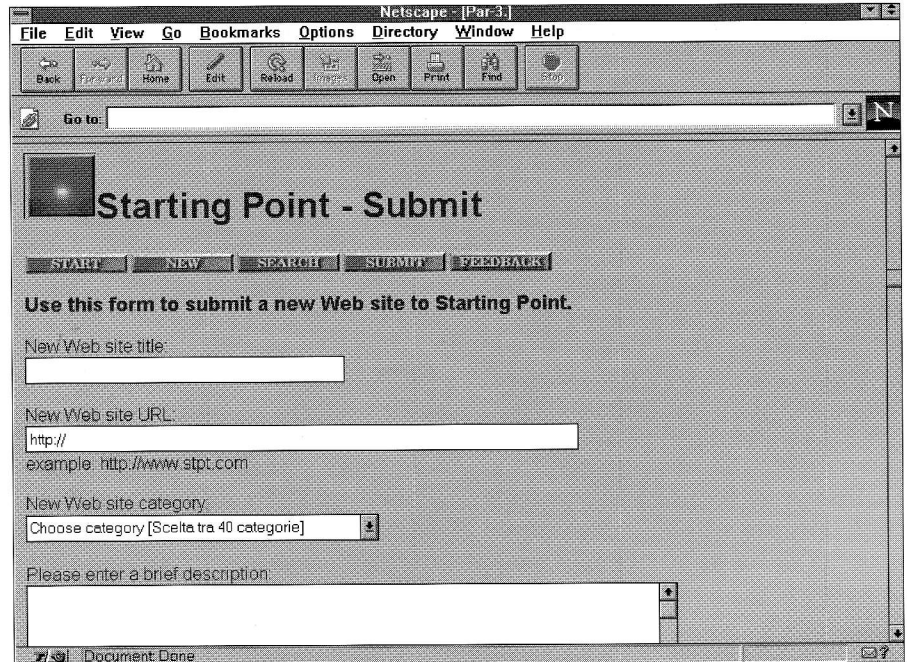 Netscape - [Par-3.]
File Edit View Go Bookmarks Options Directory Window Help
Back Forward Home Edit Reload Images Open Print Find Stop
Go to:
N
Starting Point - Submit
START NEW SEARCH SUBMIT FEEDBACK
Use this form to submit a new Web site to Starting Point.
New Web site title:
New Web site URL:
http://
example: http://www.stpt.com
New Web site category:
Choose category [Scelta tra 40 categorie]
Please enter a brief description:
Document: Done
?